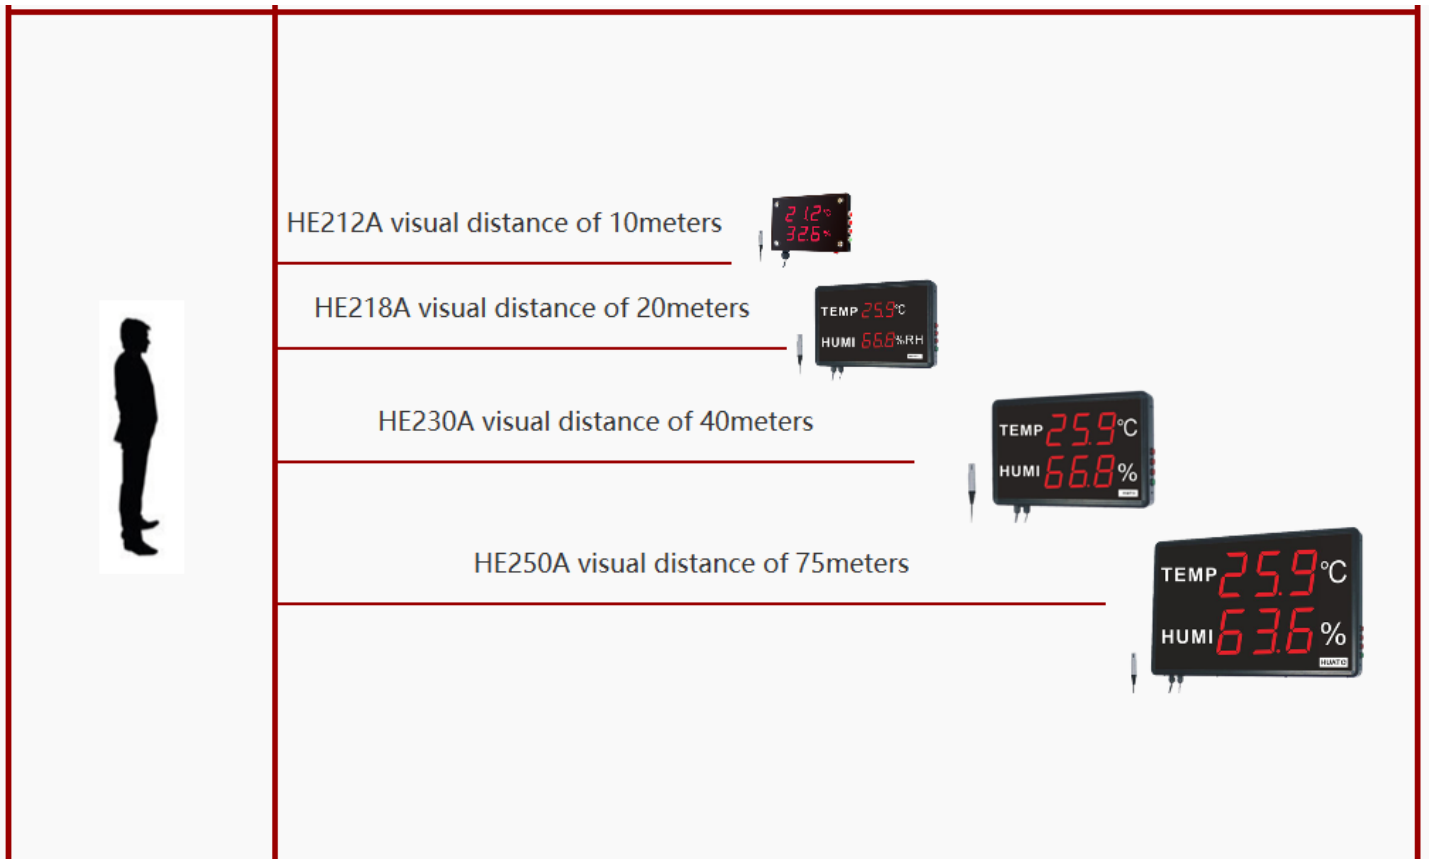 HE212A visual distance of 10meters
21.2°C
32.6%
HE218A visual distance of 20meters
TEMP 25.9°C
HUMI 66.8%RH
HE230A visual distance of 40meters
TEMP 25.9°C
HUMI 66.8%
HUATO
HE250A visual distance of 75meters
TEMP 25.9°C
HUMI 63.6%
HUATO